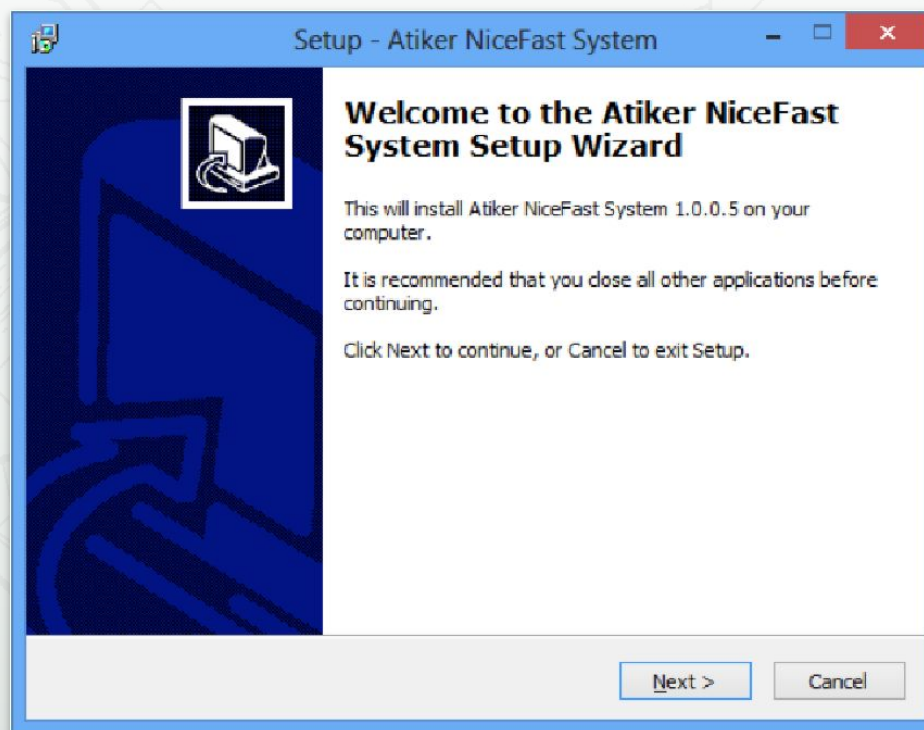 Setup - Atiker NiceFast System
Welcome to the Atiker NiceFast
System Setup Wizard
This will install Atiker NiceFast System 1.0.0.5 on your
computer.
It is recommended that you close all other applications before
continuing.
Click Next to continue, or Cancel to exit Setup.
Next >
Cancel